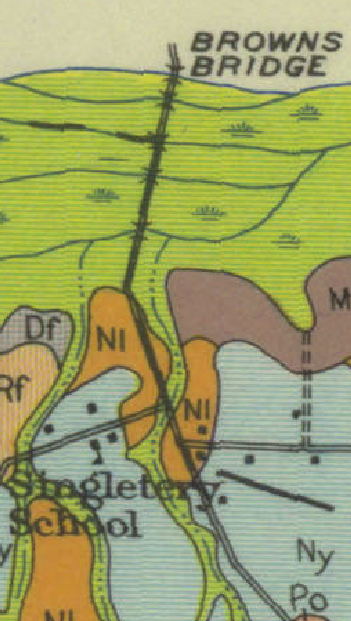 BROWNS
BRIDGE
M
Df
Nl
Rf
Nl
Singletery
School
y
Ny
Po
Nl